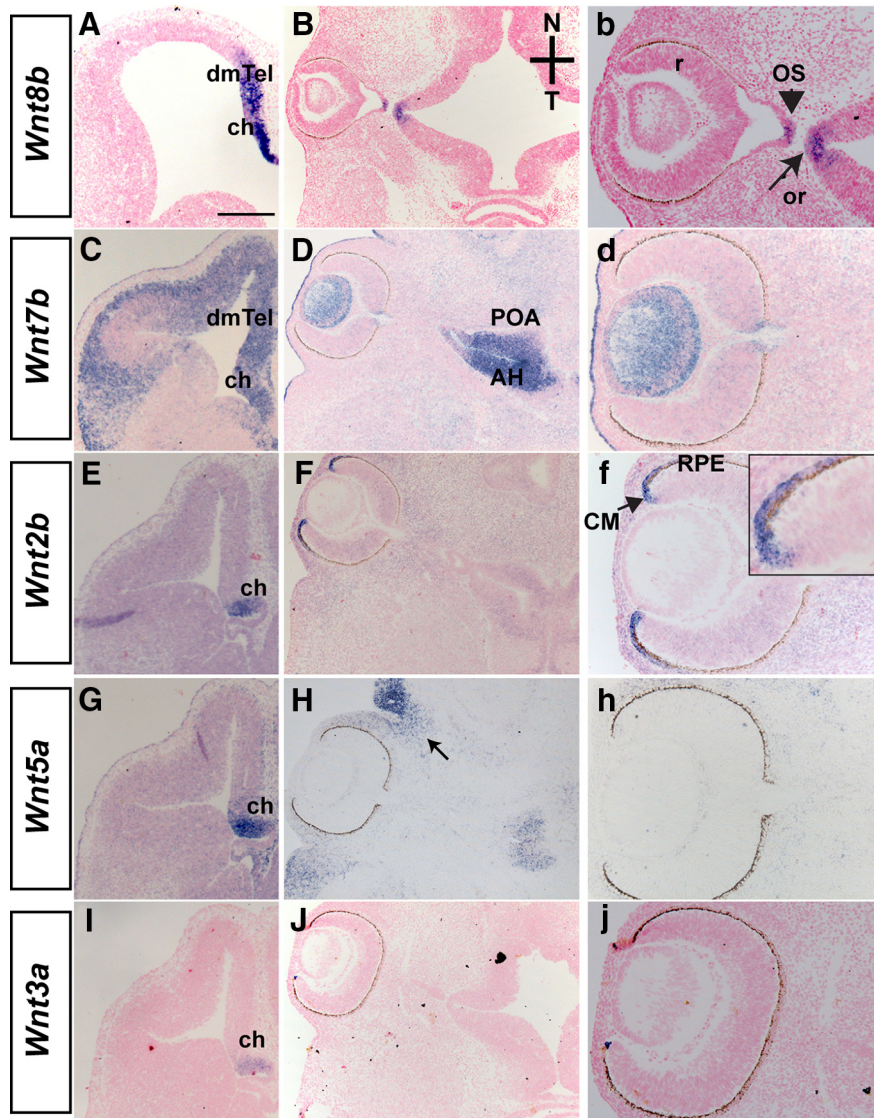 Wnt8b
A
dmTel
ch
B
N
T
b
r
OS
or
Wnt7b
C
dmTel
ch
D
POA
AH
d
Wnt2b
E
ch
F
f
RPE
CM
Wnt5a
G
ch
H
h
Wnt3a
I
ch
J
j